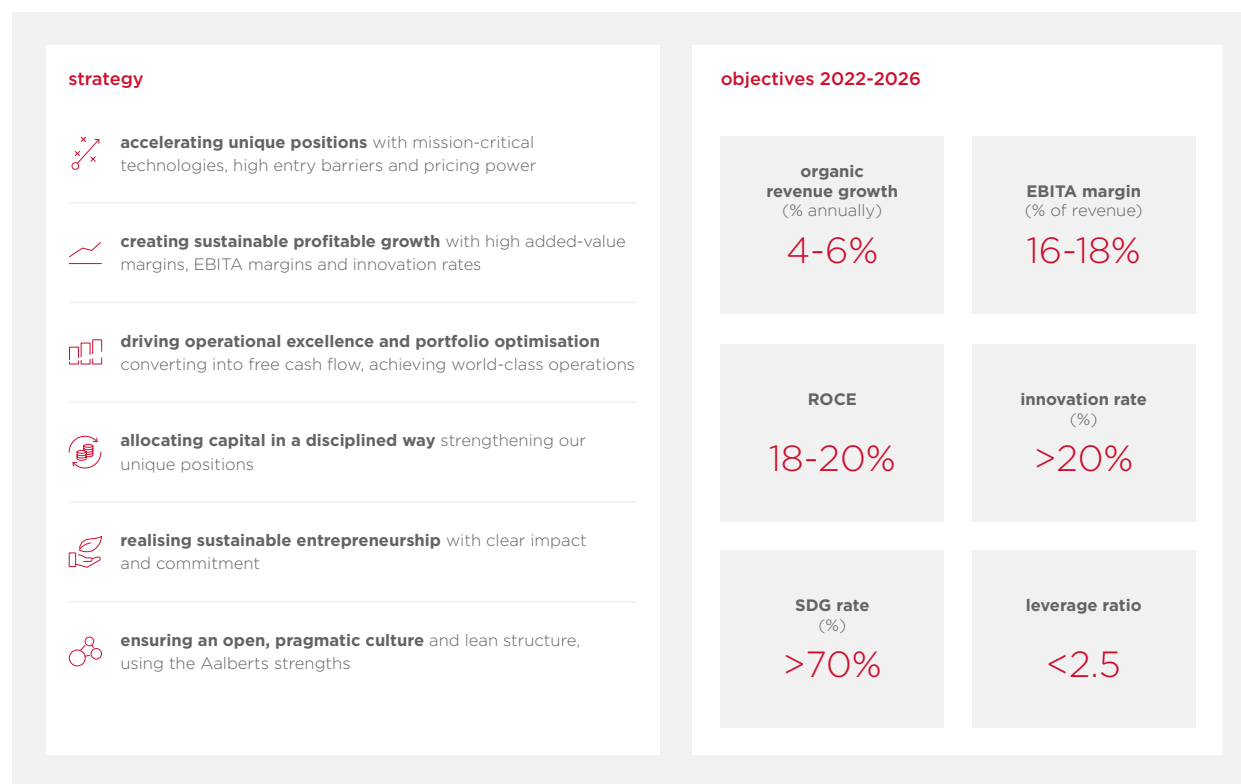 strategy
accelerating unique positions with mission-critical
technologies, high entry barriers and pricing power
creating sustainable profitable growth with high added-value
margins, EBITA margins and innovation rates
driving operational excellence and portfolio optimisation
converting into free cash flow, achieving world-class operations
allocating capital in a disciplined way strengthening our
unique positions
realising sustainable entrepreneurship with clear impact
and commitment
ensuring an open, pragmatic culture and lean structure,
using the Aalberts strengths
objectives 2022-2026
organic
revenue growth
(% annually)
4-6%
EBITA margin
(% of revenue)
16-18%
ROCE
18-20%
innovation rate
(%)
>20%
SDG rate
(%)
>70%
leverage ratio
<2.5